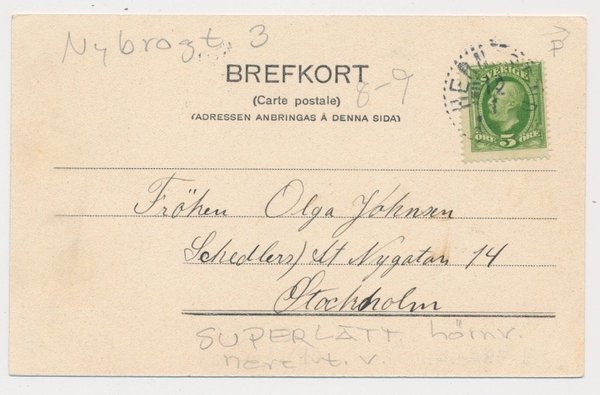 Nybrogt. 3
BREFKORT
(Carte postale)
8-9
(ADRESSEN ANBRINGAS Å DENNA SIDA)
SVERIGE
ÖRE 5 ÖRE
Fröken Olga Johnsen
Schedlers) St Nygatan 14
Stockholm
SUPERLÄTT hörnv.
t. v.